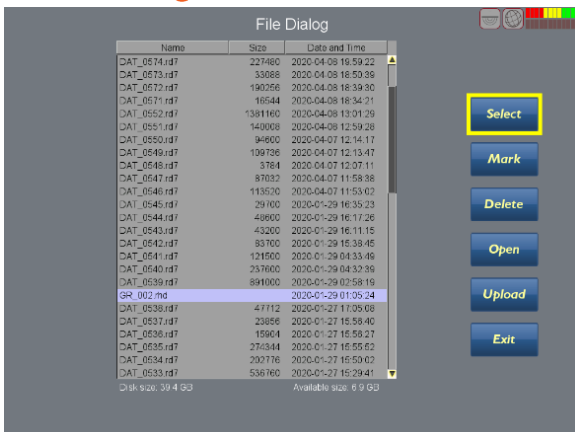 File Dialog
Name Size Date and Time
DAT_0574.rd7 227480 2020-04-08 19:59:22
DAT_0573.rd7 33088 2020-04-08 18:50:39
DAT_0572.rd7 190256 2020-04-08 18:39:30
DAT_0571.rd7 16544 2020-04-08 18:34:21
DAT_0552.rd7 1381160 2020-04-08 13:01:29
DAT_0551.rd7 140008 2020-04-08 12:59:28
DAT_0550.rd7 94600 2020-04-07 12:14:17
DAT_0549.rd7 109736 2020-04-07 12:13:47
DAT_0548.rd7 3784 2020-04-07 12:07:11
DAT_0547.rd7 87032 2020-04-07 11:58:38
DAT_0546.rd7 113520 2020-04-07 11:53:02
DAT_0545.rd7 29700 2020-01-29 16:35:23
DAT_0544.rd7 48600 2020-01-29 16:17:26
DAT_0543.rd7 43200 2020-01-29 16:11:15
DAT_0542.rd7 83700 2020-01-29 15:38:45
DAT_0541.rd7 121500 2020-01-29 04:33:49
DAT_0540.rd7 237600 2020-01-29 04:32:39
DAT_0539.rd7 891000 2020-01-29 02:58:19
GR_002.rhd 2020-01-29 01:05:24
DAT_0538.rd7 47712 2020-01-27 17:05:08
DAT_0537.rd7 23856 2020-01-27 15:58:40
DAT_0536.rd7 15904 2020-01-27 15:58:27
DAT_0535.rd7 274344 2020-01-27 15:55:52
DAT_0534.rd7 202776 2020-01-27 15:50:02
DAT_0533.rd7 536760 2020-01-27 15:29:41
Disk size: 39.4 GB Available size: 6.9 GB
Select
Mark
Delete
Open
Upload
Exit